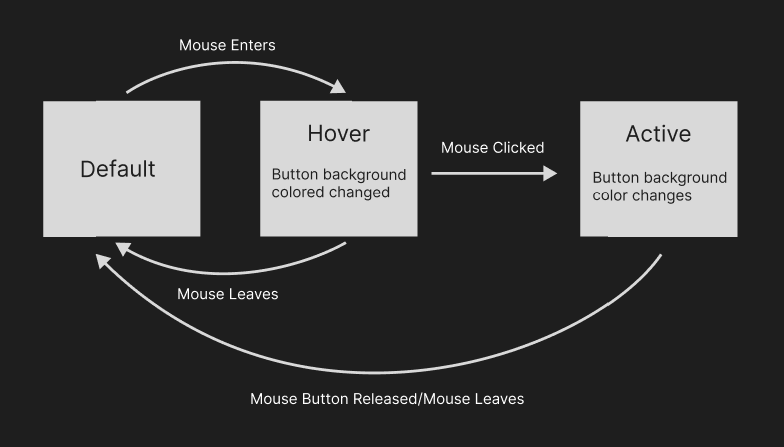 Mouse Enters
Default
Hover
Button background
colored changed
Mouse Clicked
Active
Button background
color changes
Mouse Leaves
Mouse Button Released/Mouse Leaves